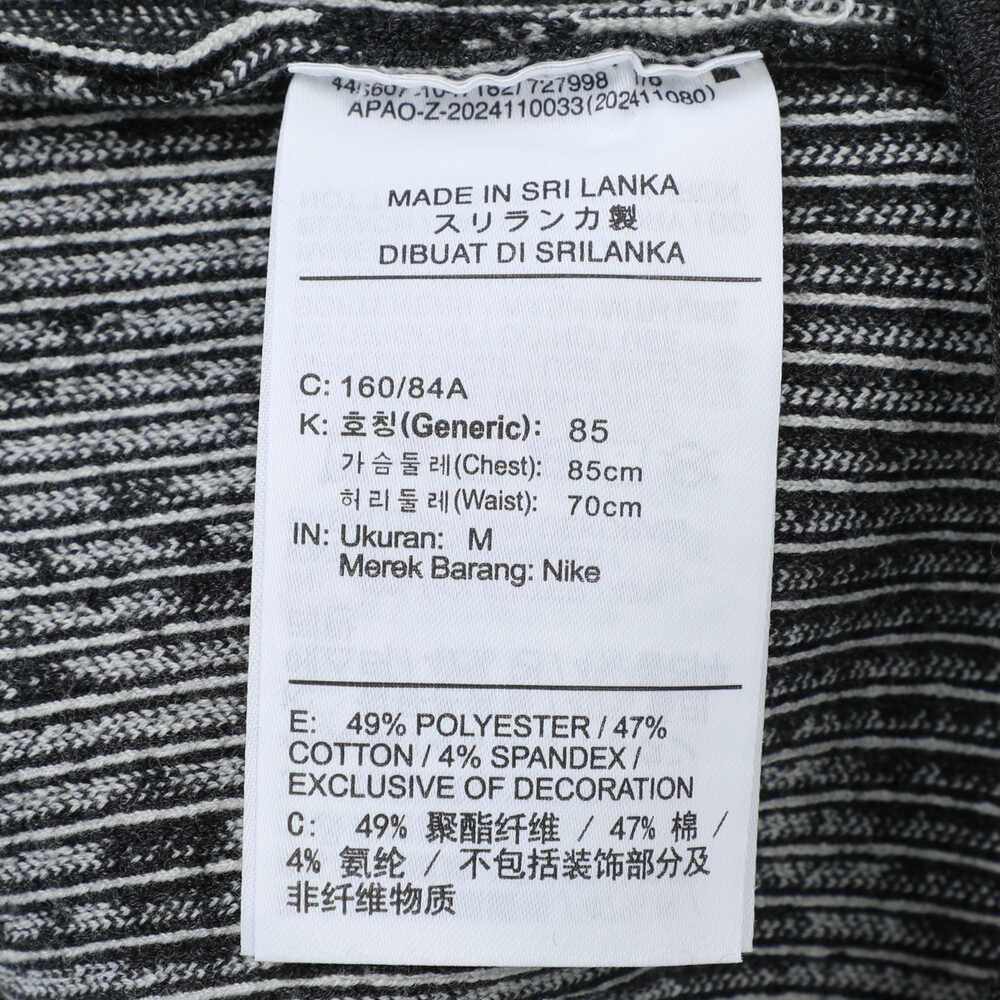 727998 1/6
APAO-Z-2024110033(202411080)
MADE IN SRI LANKA
スリランカ製
DIBUAT DI SRILANKA
C: 160/84A
K: 호칭(Generic): 85
가슴둘레(Chest): 85cm
허리둘레(Waist): 70cm
IN: Ukuran: M
Merek Barang: Nike
E: 49% POLYESTER / 47%
COTTON / 4% SPANDEX /
EXCLUSIVE OF DECORATION
C: 49% 聚酯纤维 / 47% 棉 /
4% 氨纶 / 不包括装饰部分及
非纤维物质